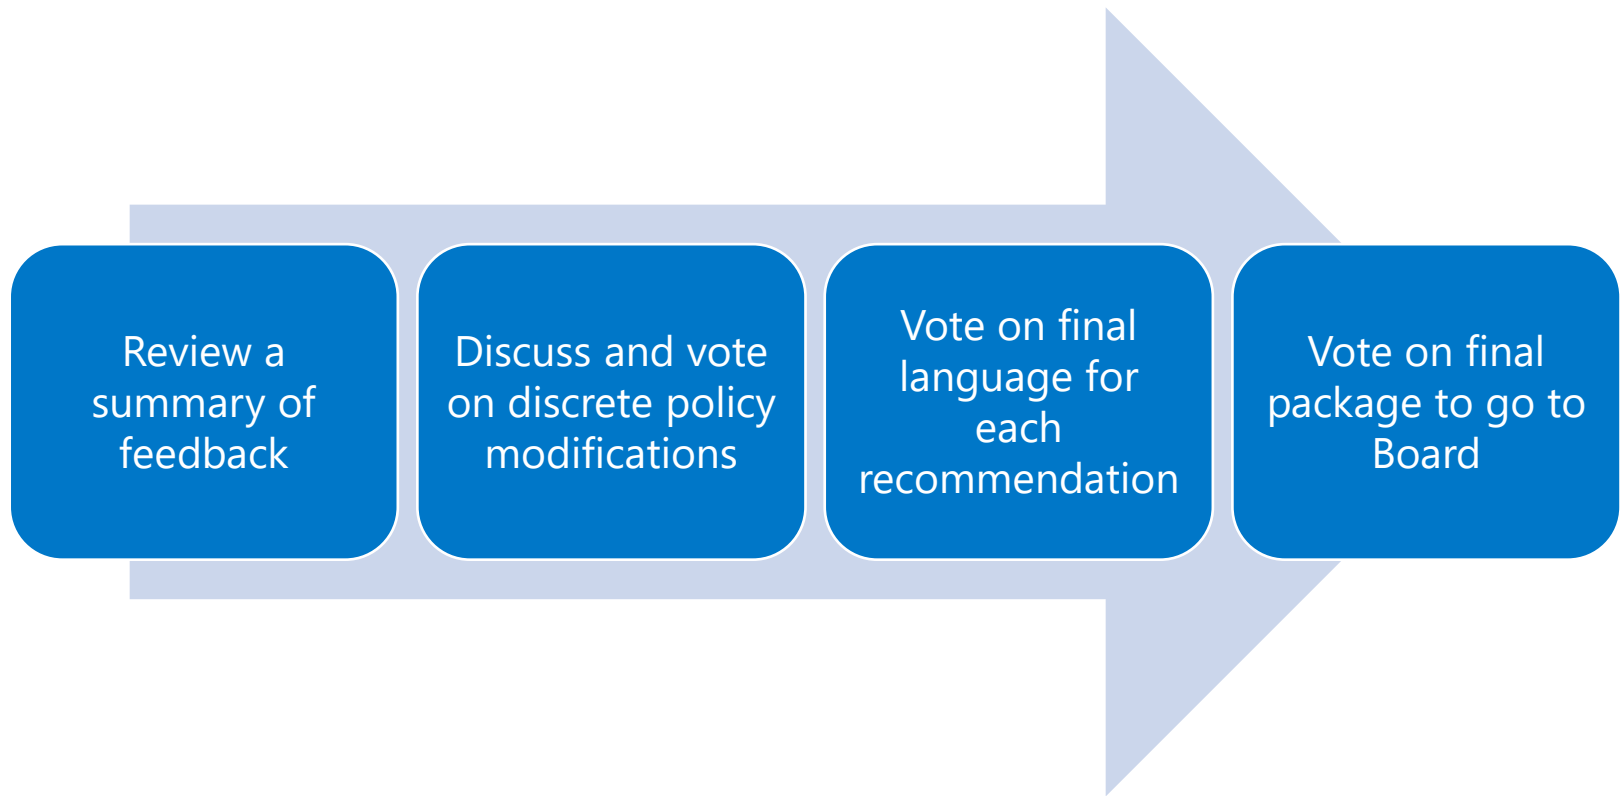 Review a
summary of
feedback
Discuss and vote
on discrete policy
modifications
Vote on final
language for
each
recommendation
Vote on final
package to go to
Board